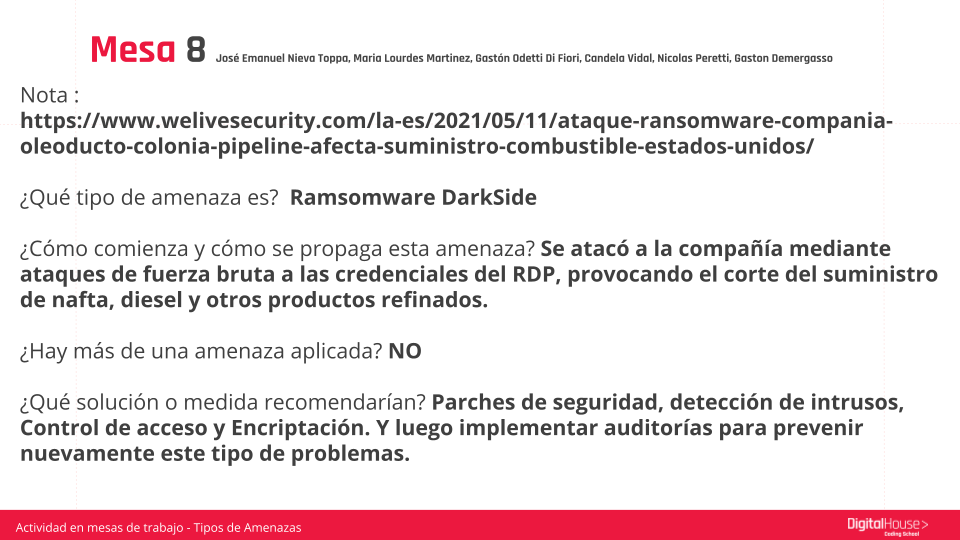 Mesa 8 José Emanuel Nieva Toppa, Maria Lourdes Martinez, Gastón Odetti Di Fiori, Candela Vidal, Nicolas Peretti, Gaston Demergasso
Nota :
https://www.welivesecurity.com/la-es/2021/05/11/ataque-ransomware-compania-
oleoducto-colonia-pipeline-afecta-suministro-combustible-estados-unidos/
¿Qué tipo de amenaza es? Ramsomware DarkSide
¿Cómo comienza y cómo se propaga esta amenaza? Se atacó a la compañía mediante
ataques de fuerza bruta a las credenciales del RDP, provocando el corte del suministro
de nafta, diesel y otros productos refinados.
¿Hay más de una amenaza aplicada? NO
¿Qué solución o medida recomendarían? Parches de seguridad, detección de intrusos,
Control de acceso y Encriptación. Y luego implementar auditorías para prevenir
nuevamente este tipo de problemas.
Actividad en mesas de trabajo - Tipos de Amenazas
DigitalHouse>
Coding School